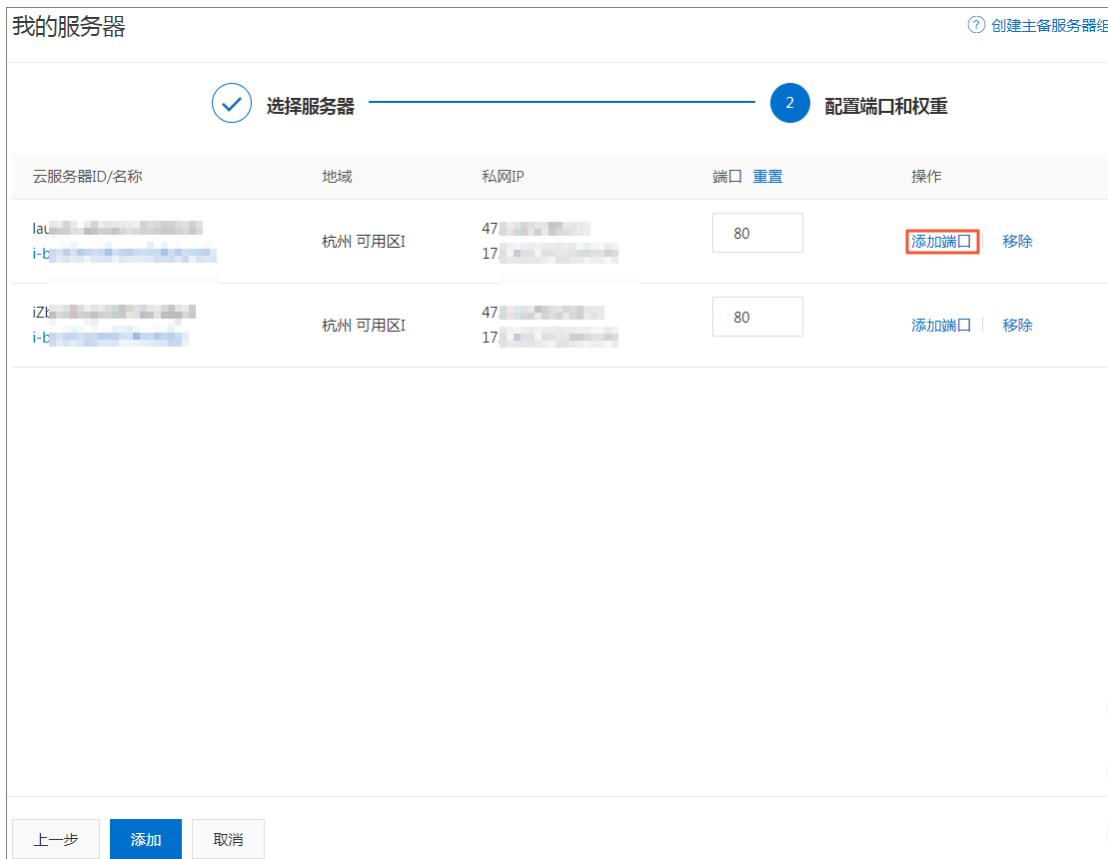 我的服务器
创建主备服务器组
选择服务器
2 配置端口和权重
云服务器ID/名称 地域 私网IP 端口 重置 操作
杭州 可用区I 80 添加端口 移除
杭州 可用区I 80 添加端口 移除
上一步 添加 取消